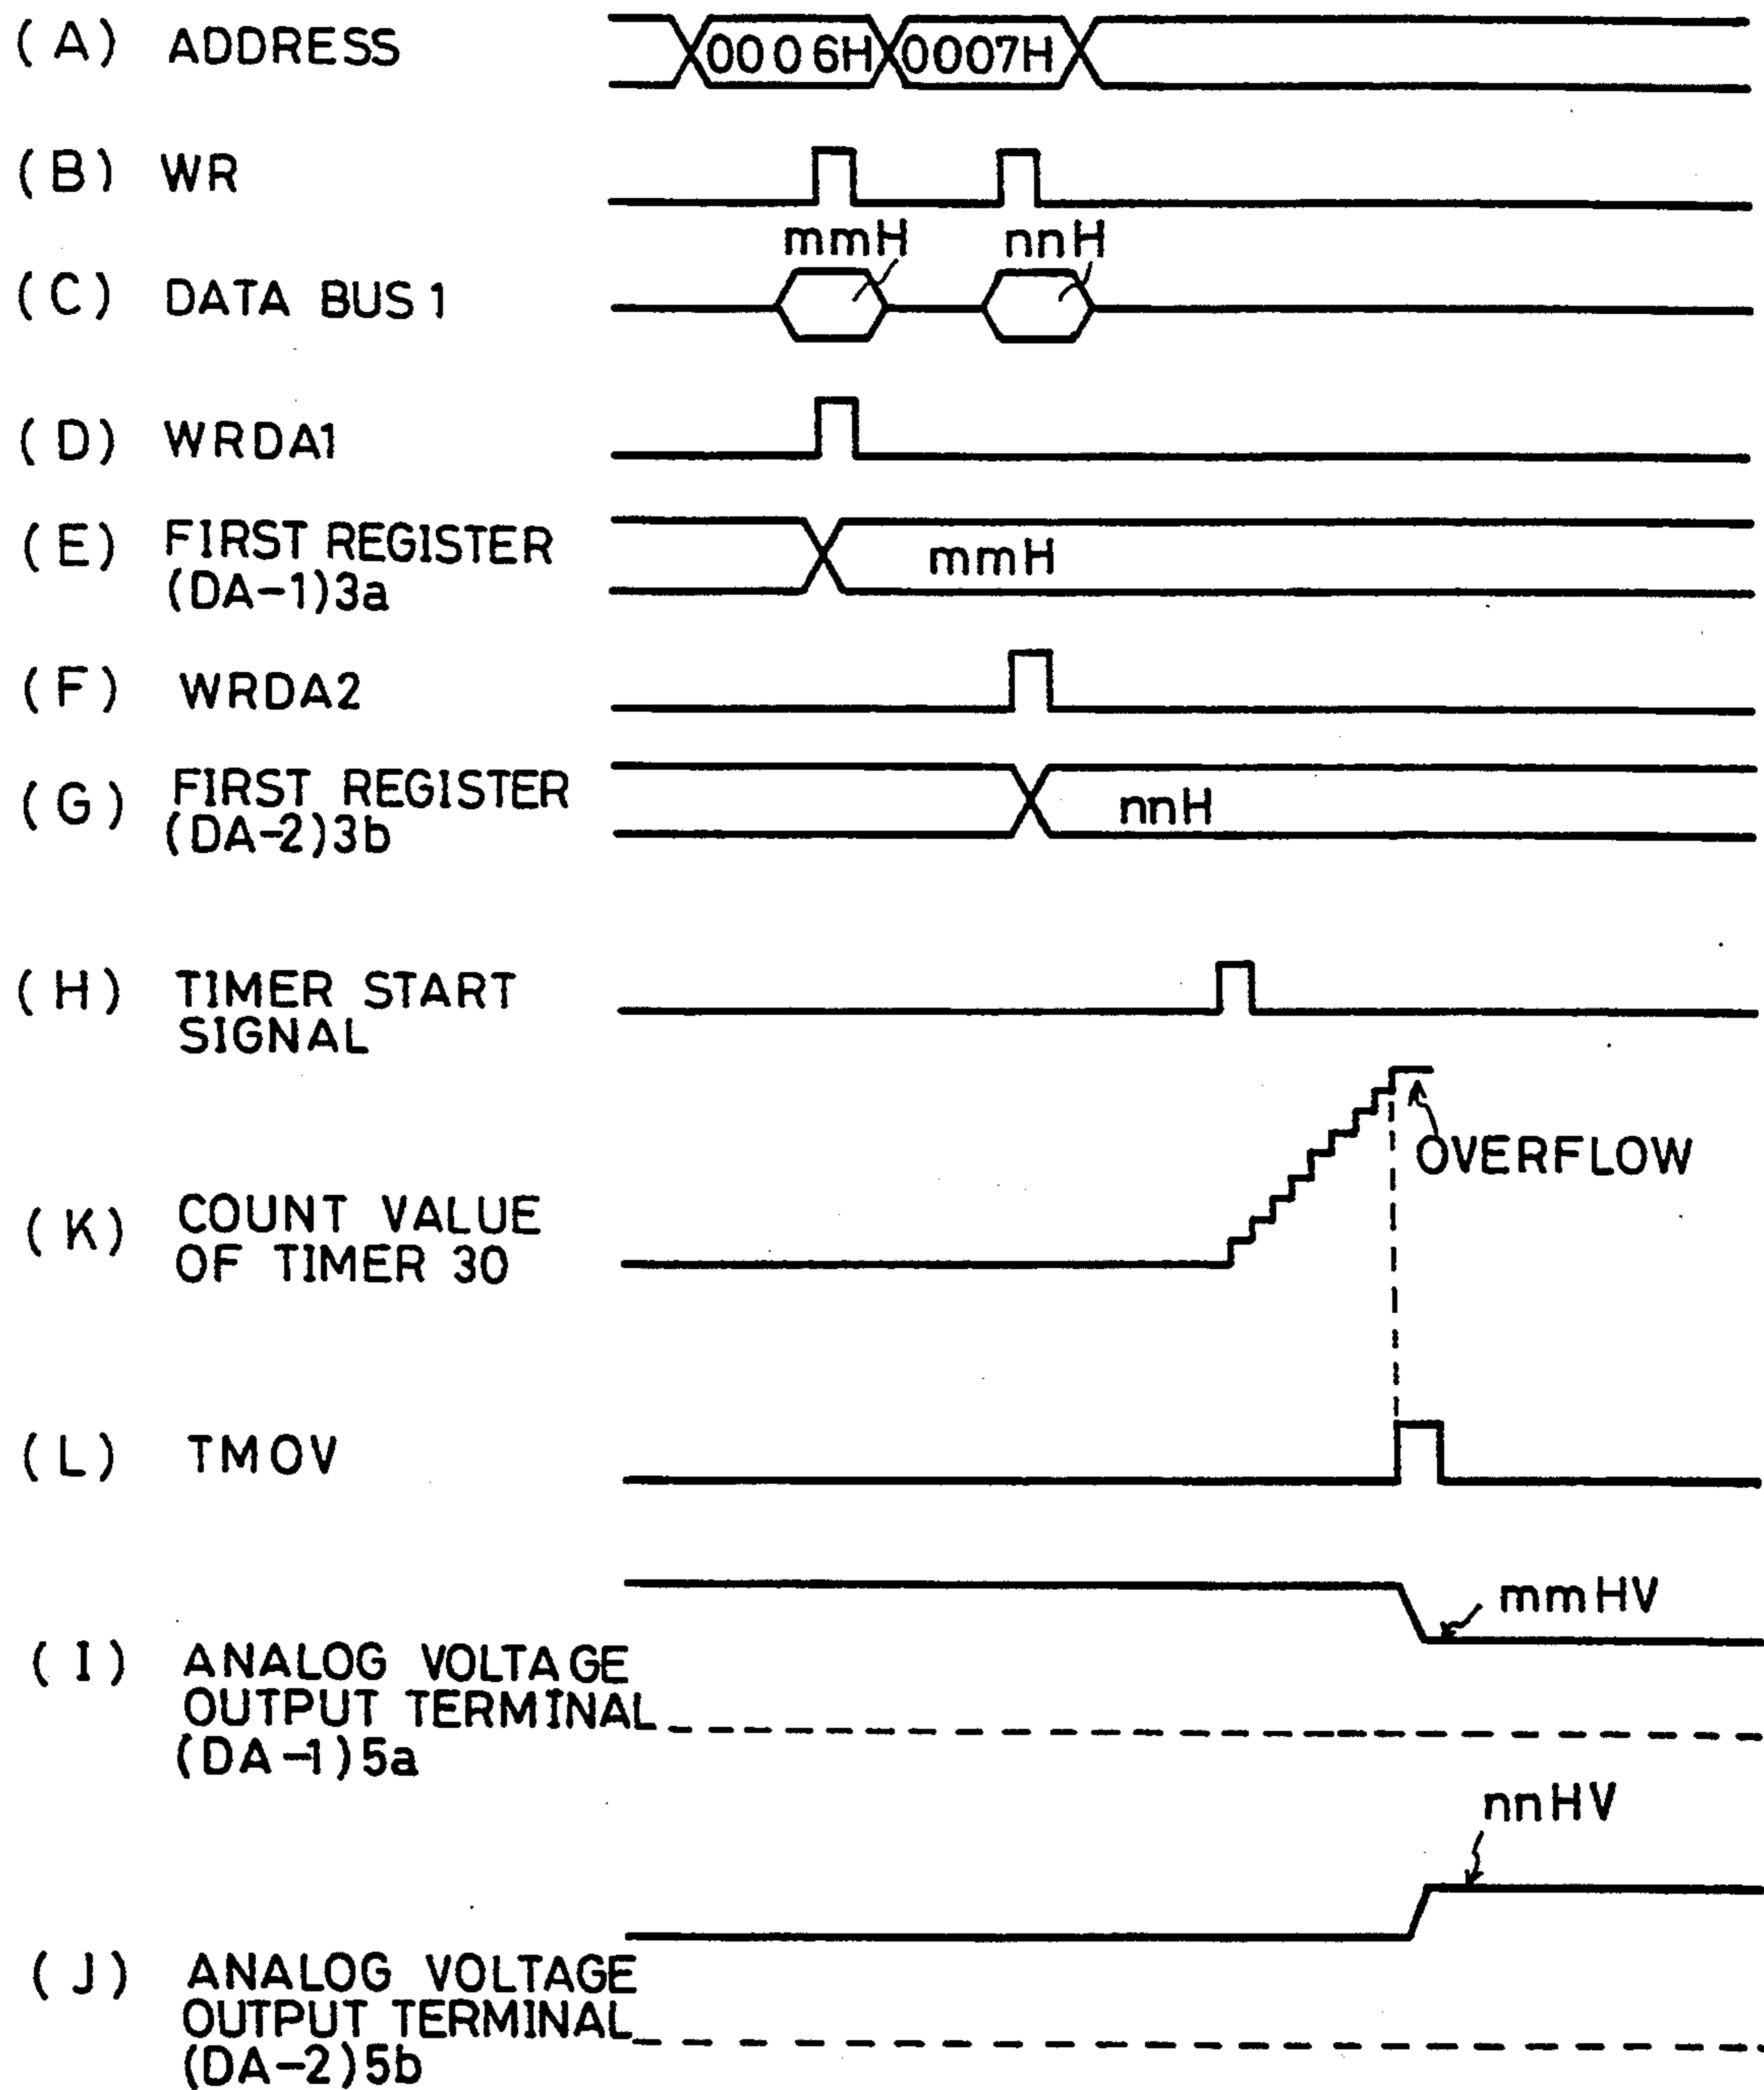 (A) ADDRESS 0006H 0007H
(B) WR
mmH nnH
(C) DATA BUS 1
(D) WRDA1
(E) FIRST REGISTER
(DA-1)3a
mmH
(F) WRDA2
(G) FIRST REGISTER
(DA-2)3b
nnH
(H) TIMER START
SIGNAL
OVERFLOW
(K) COUNT VALUE
OF TIMER 30
(L) TMOV
mmHV
(I) ANALOG VOLTAGE
OUTPUT TERMINAL
(DA-1)5a
nnHV
(J) ANALOG VOLTAGE
OUTPUT TERMINAL
(DA-2)5b